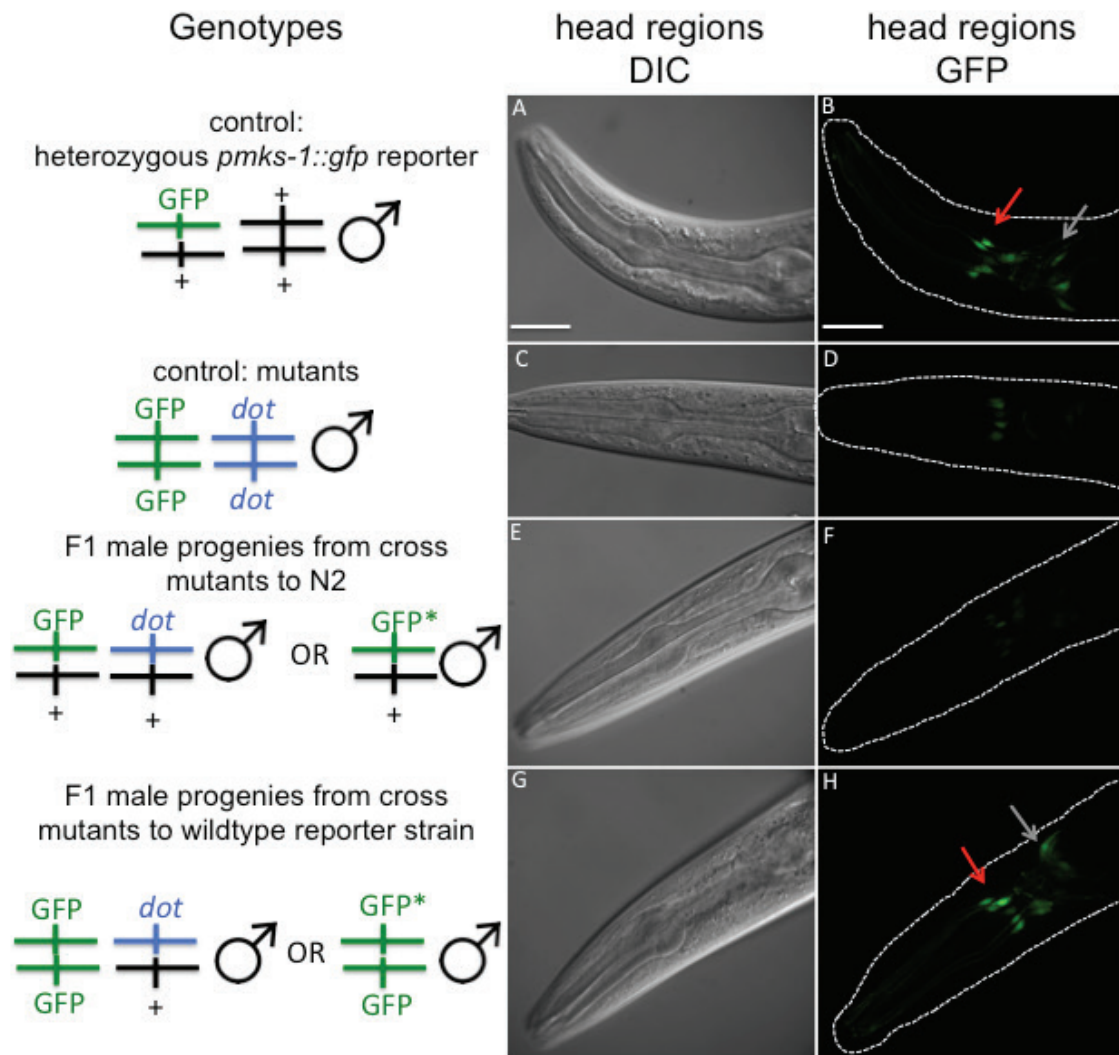 Genotypes
head regions
DIC
head regions
GFP
control:
heterozygous pmks-1::gfp reporter
GFP
+
+
+
A
B
control: mutants
GFP
dot
GFP
dot
C
D
F1 male progenies from cross
mutants to N2
GFP
dot
OR
GFP*
+
+
+
E
F
F1 male progenies from cross
mutants to wildtype reporter strain
GFP
dot
OR
GFP*
GFP
+
GFP
G
H